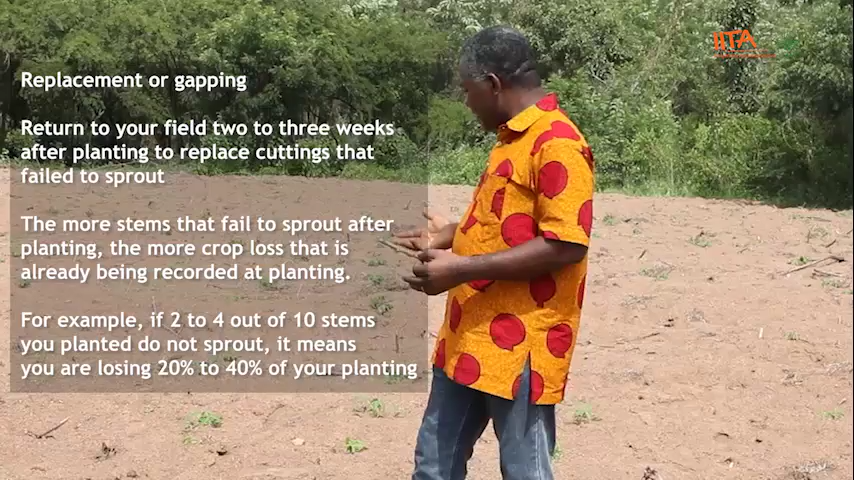 IITA
Replacement or gapping
Return to your field two to three weeks
after planting to replace cuttings that
failed to sprout
The more stems that fail to sprout after
planting, the more crop loss that is
already being recorded at planting.
For example, if 2 to 4 out of 10 stems
you planted do not sprout, it means
you are losing 20% to 40% of your planting